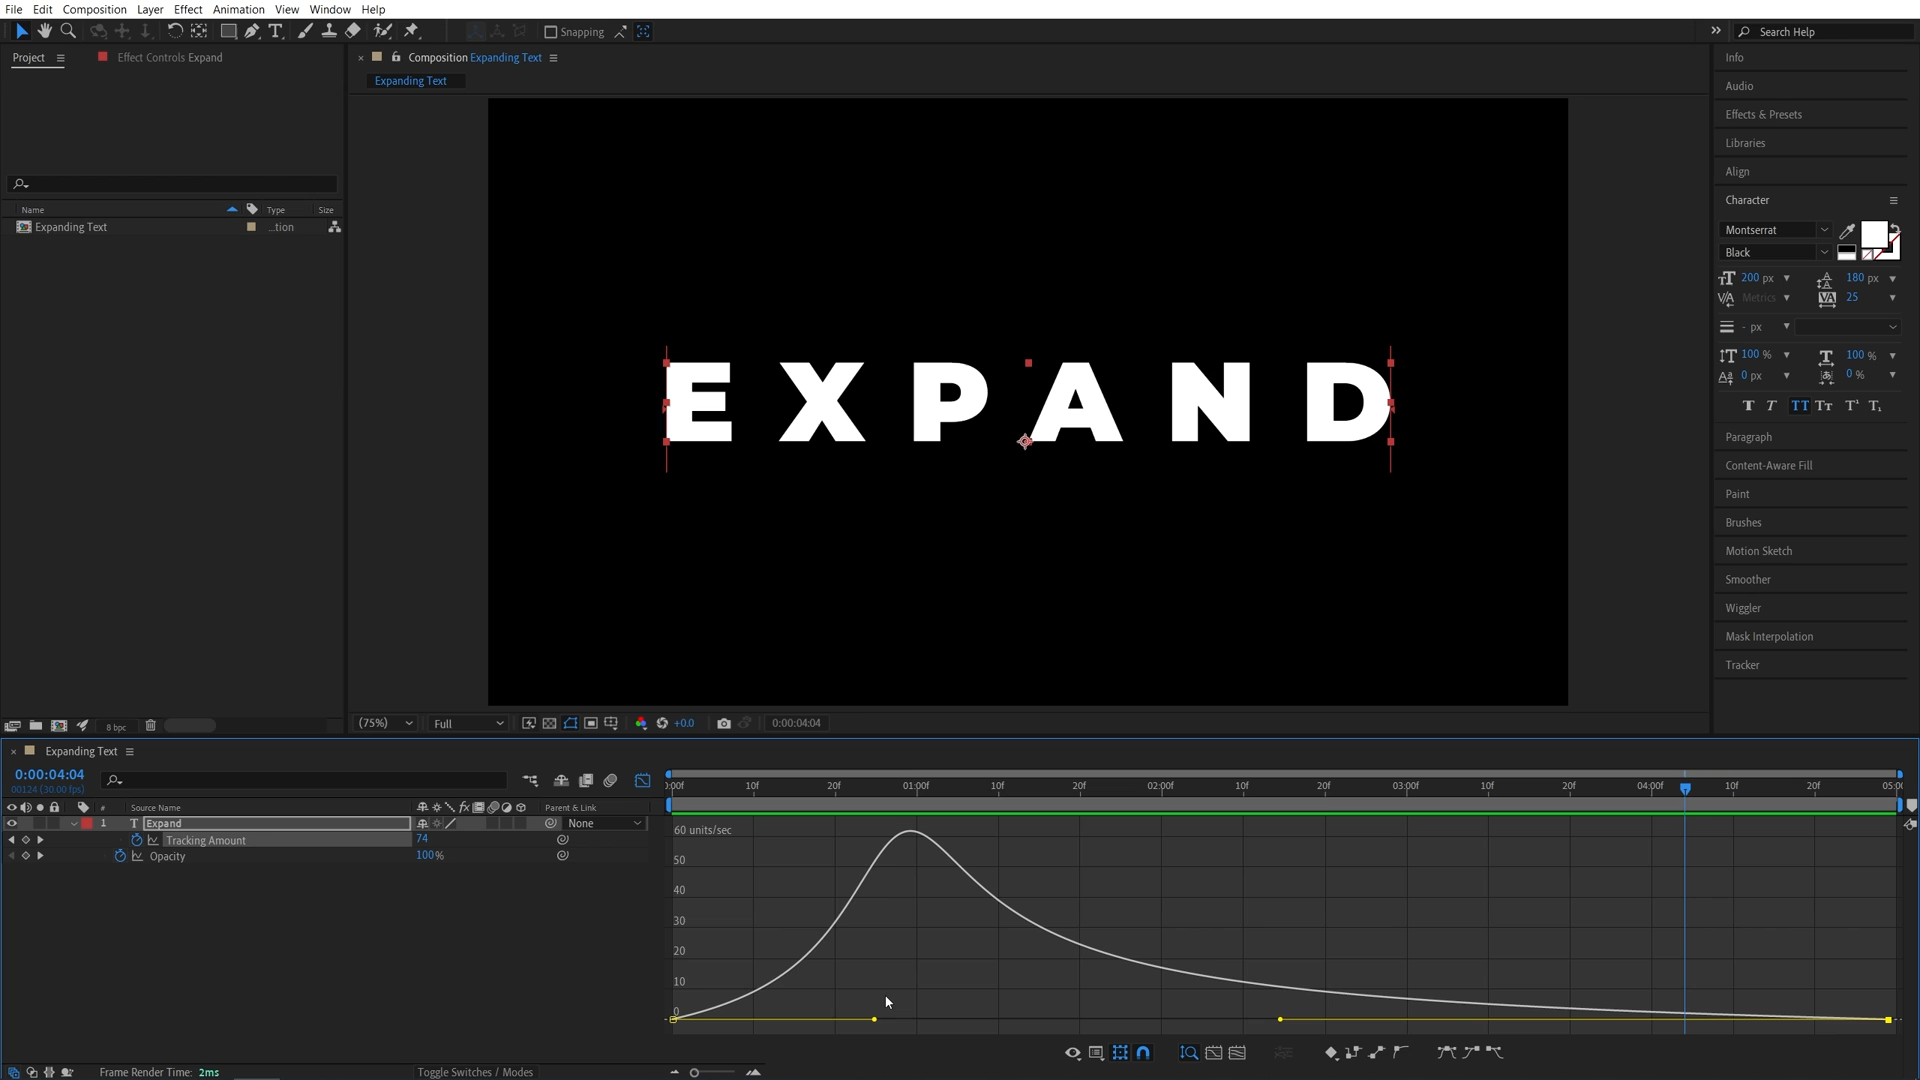 File Edit Composition Layer Effect Animation View Window Help
Snapping
Search Help
Project
Effect Controls Expand
Composition Expanding Text
Expanding Text
Name Type Size
Expanding Text ...tion
8 bpc
EXPAND
(75%) Full +0.0 0:00:04:04
Info
Audio
Effects & Presets
Libraries
Align
Character
Montserrat
Black
200 px 180 px
Metrics 25
- px
100 % 100 %
0 px 0 %
Paragraph
Content-Aware Fill
Paint
Brushes
Motion Sketch
Smoother
Wiggler
Mask Interpolation
Tracker
Expanding Text
0:00:04:04
00124 (30.00 fps)
# Source Name Parent & Link
1 T Expand None
Tracking Amount 74
Opacity 100%
):00f 10f 20f 01:00f 10f 20f 02:00f 10f 20f 03:00f 10f 20f 04:00f 10f 20f 05:00
60 units/sec
50
40
30
20
10
0
Frame Render Time: 2ms
Toggle Switches / Modes